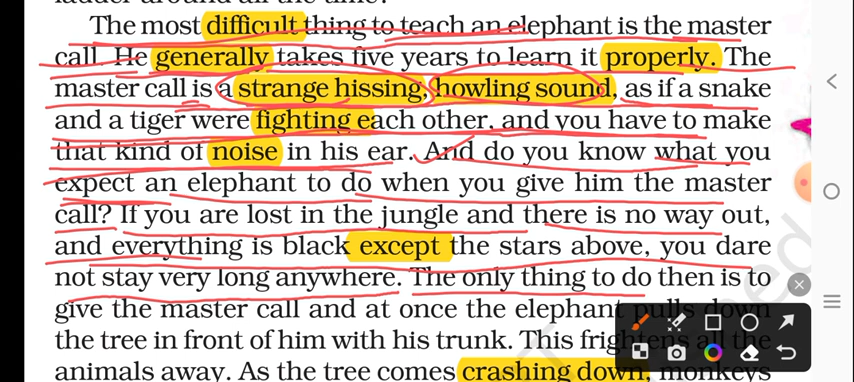 The most difficult thing to teach an elephant is the master
call. He generally takes five years to learn it properly. The
master call is a strange hissing, howling sound, as if a snake
and a tiger were fighting each other, and you have to make
that kind of noise in his ear. And do you know what you
expect an elephant to do when you give him the master
call? If you are lost in the jungle and there is no way out,
and everything is black except the stars above, you dare
not stay very long anywhere. The only thing to do then is to
give the master call and at once the elephant pulls down
the tree in front of him with his trunk. This frightens all the
animals away. As the tree comes crashing down, monkeys